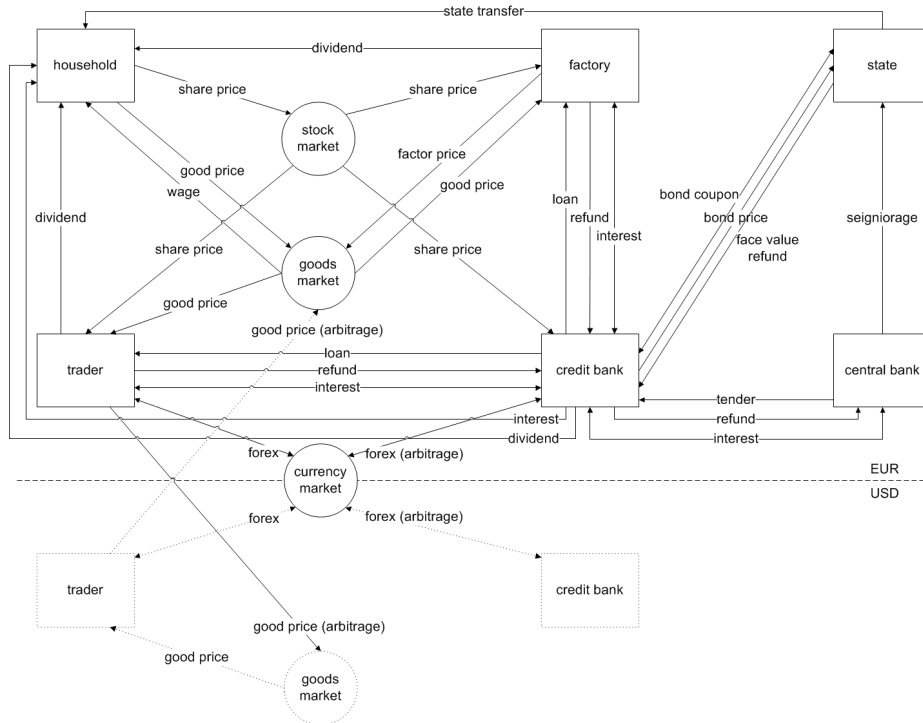 state transfer
household
dividend
factory
state
share price
share price
stock
market
good price
factor price
wage
good price
loan
refund
interest
bond coupon
bond price
face value
refund
seigniorage
dividend
share price
share price
goods
market
good price
good price (arbitrage)
trader
loan
refund
interest
credit bank
central bank
tender
interest
refund
dividend
interest
forex
forex (arbitrage)
currency
market
EUR
USD
forex
forex (arbitrage)
trader
credit bank
good price (arbitrage)
good price
goods
market